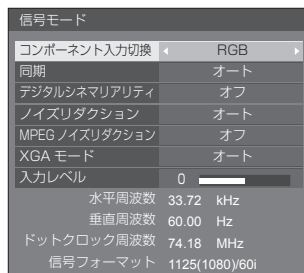 信号モード
コンポーネント入力切換 RGB
同期 オート
デジタルシネマリアリティ オフ
ノイズリダクション オート
MPEG ノイズリダクション オフ
XGA モード オート
入力レベル 0
水平周波数 33.72 kHz
垂直周波数 60.00 Hz
ドットクロック周波数 74.18 MHz
信号フォーマット 1125(1080)/60i